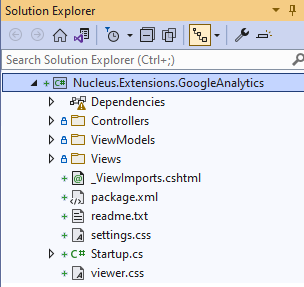 Solution Explorer
Search Solution Explorer (Ctrl+;)
C# Nucleus.Extensions.GoogleAnalytics
Dependencies
Controllers
ViewModels
Views
_ViewImports.cshtml
package.xml
readme.txt
settings.css
C# Startup.cs
viewer.css